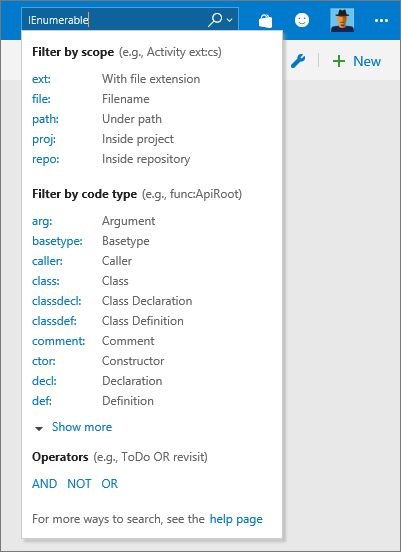 IEnumerable
Filter by scope (e.g., Activity ext:cs)
ext: With file extension
file: Filename
path: Under path
proj: Inside project
repo: Inside repository
New
Filter by code type (e.g., func:ApiRoot)
arg: Argument
basetype: Basetype
caller: Caller
class: Class
classdecl: Class Declaration
classdef: Class Definition
comment: Comment
ctor: Constructor
decl: Declaration
def: Definition
Show more
Operators (e.g., ToDo OR revisit)
AND NOT OR
For more ways to search, see the help page